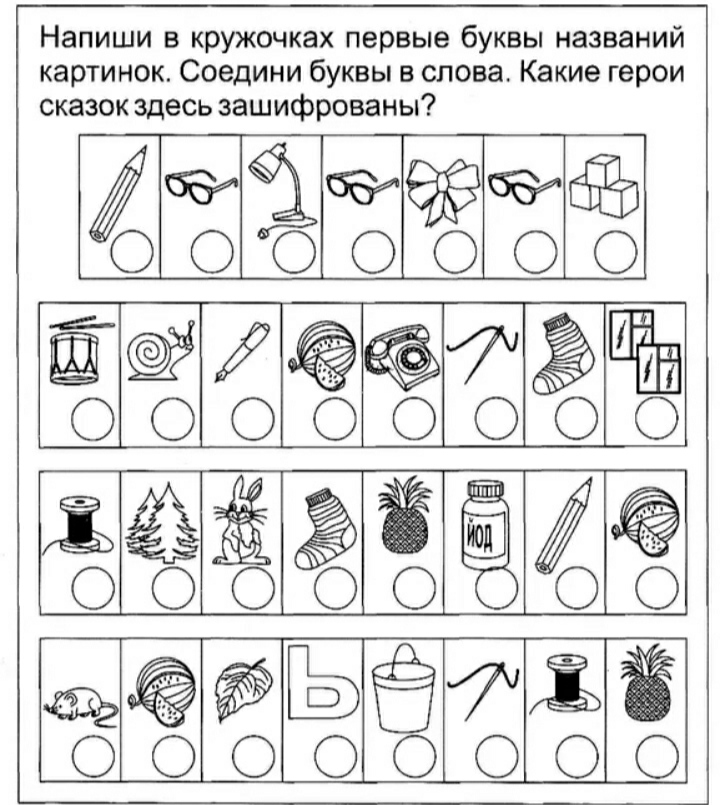 Напиши в кружочках первые буквы названий
картинок. Соедини буквы в слова. Какие герои
сказок здесь зашифрованы?
ЙОД
Ь